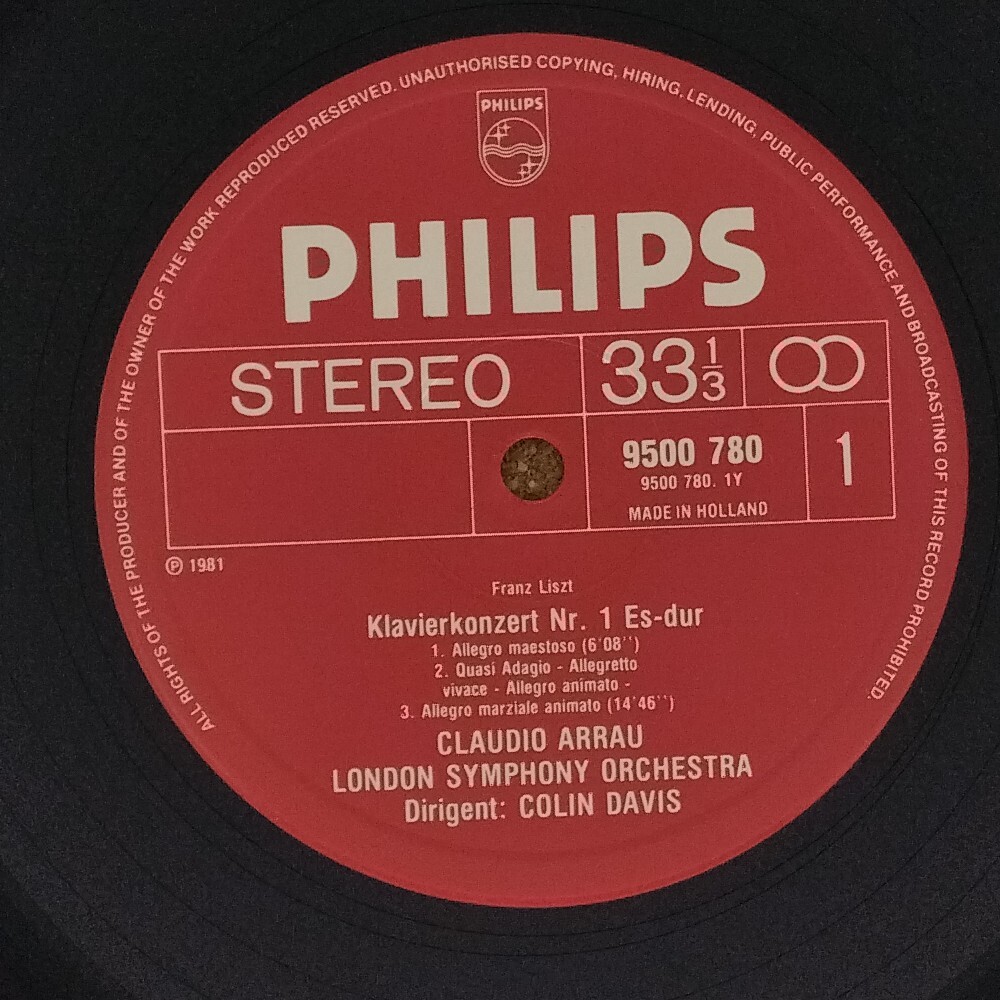 ALL RIGHTS OF THE PRODUCER AND OF THE OWNER OF THE WORK REPRODUCED RESERVED. UNAUTHORISED COPYING, HIRING, LENDING, PUBLIC PERFORMANCE AND BROADCASTING OF THIS RECORD PROHIBITED.
PHILIPS
PHILIPS
STEREO
33 1/3
9500 780
9500 780. 1Y
MADE IN HOLLAND
1
℗ 1981
Franz Liszt
Klavierkonzert Nr. 1 Es-dur
1. Allegro maestoso (6'08'')
2. Quasi Adagio - Allegretto
vivace - Allegro animato -
3. Allegro marziale animato (14'46'')
CLAUDIO ARRAU
LONDON SYMPHONY ORCHESTRA
Dirigent: COLIN DAVIS